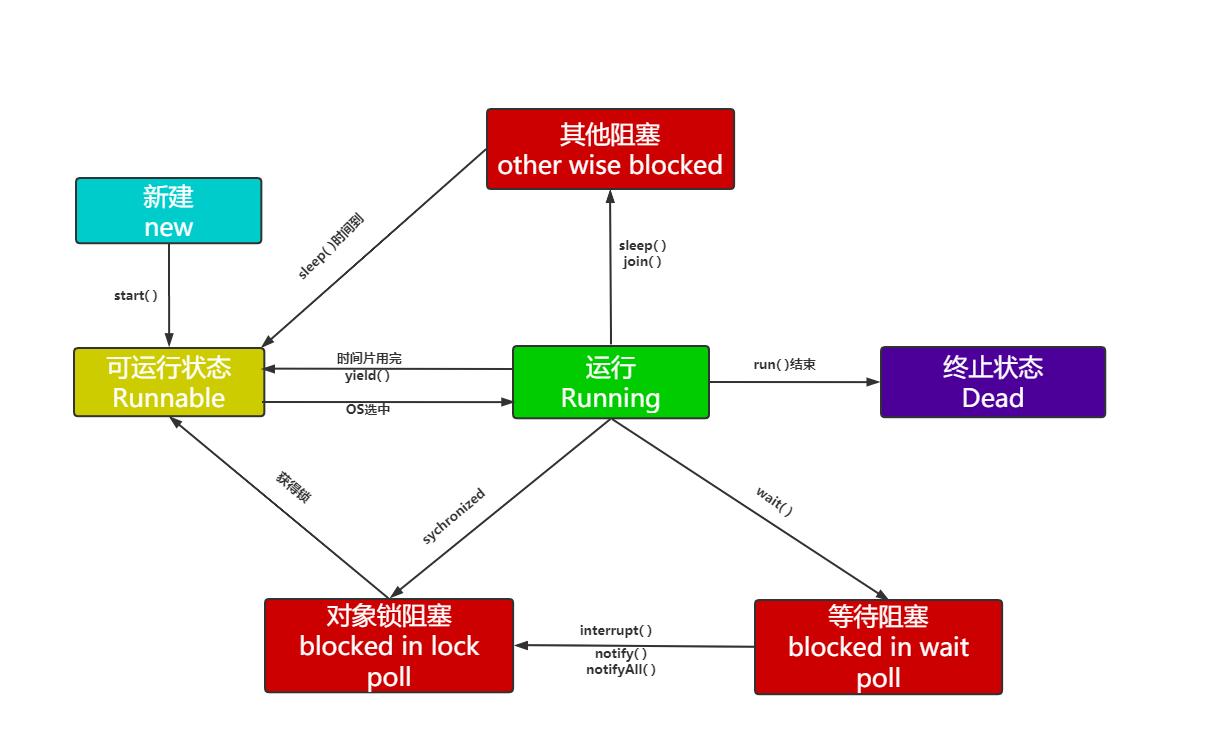 其他阻塞
other wise blocked
新建
new
sleep( )时间到
sleep( )
join( )
start( )
可运行状态
Runnable
时间片用完
yield( )
OS选中
运行
Running
run( )结束
终止状态
Dead
获得锁
sychronized
wait( )
对象锁阻塞
blocked in lock
poll
interrupt( )
notify( )
notifyAll( )
等待阻塞
blocked in wait
poll